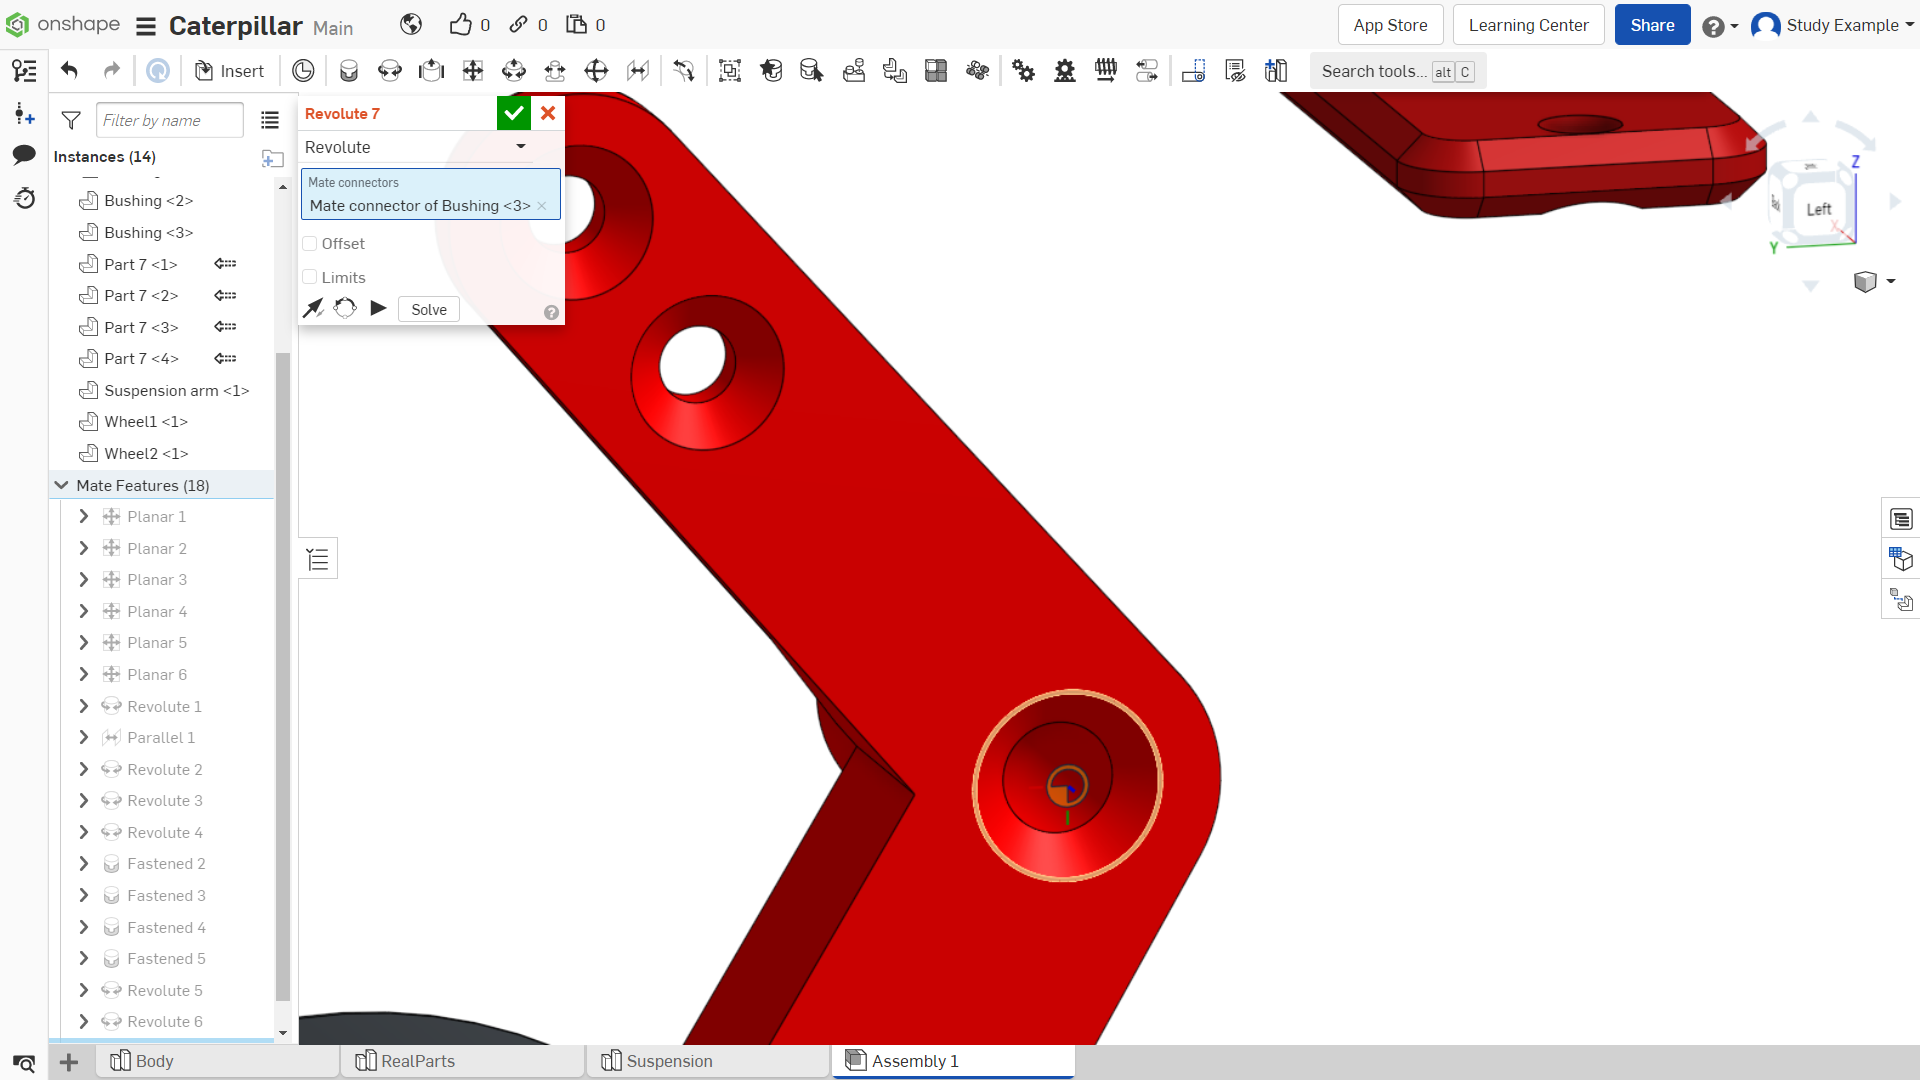 onshape Caterpillar Main 0 0 0 App Store Learning Center Share Study Example
Insert Search tools... alt C
Filter by name
Instances (14)
Bushing <2>
Bushing <3>
Part 7 <1>
Part 7 <2>
Part 7 <3>
Part 7 <4>
Suspension arm <1>
Wheel1 <1>
Wheel2 <1>
Mate Features (18)
Planar 1
Planar 2
Planar 3
Planar 4
Planar 5
Planar 6
Revolute 1
Parallel 1
Revolute 2
Revolute 3
Revolute 4
Fastened 2
Fastened 3
Fastened 4
Fastened 5
Revolute 5
Revolute 6
Revolute 7
Revolute
Mate connectors
Mate connector of Bushing <3>
Offset
Limits
Solve
Z
Left
X
Y
Body RealParts Suspension Assembly 1